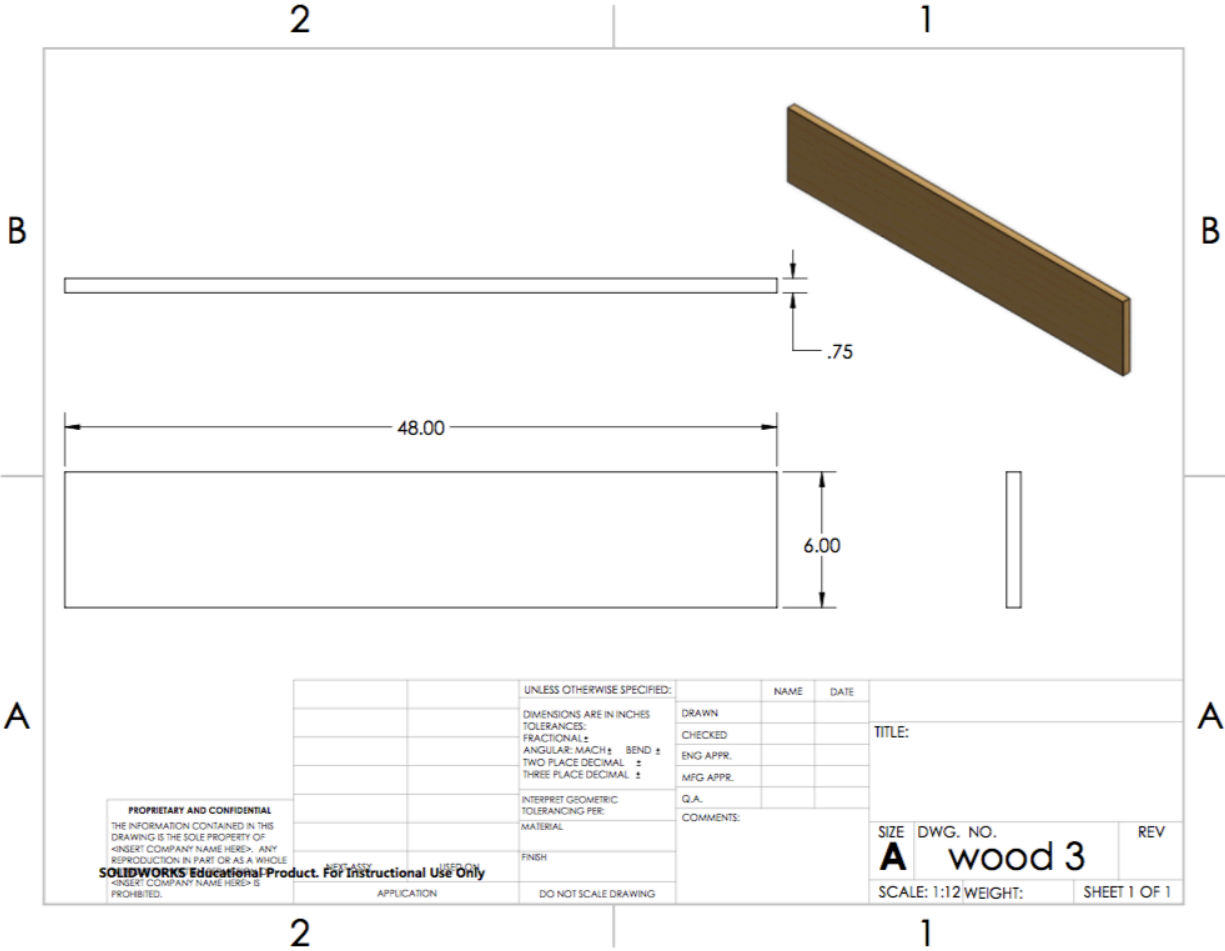 2 1
B B
.75
48.00
6.00
A A
UNLESS OTHERWISE SPECIFIED:
DIMENSIONS ARE IN INCHES
TOLERANCES:
FRACTIONAL±
ANGULAR: MACH± BEND ±
TWO PLACE DECIMAL ±
THREE PLACE DECIMAL ±
INTERPRET GEOMETRIC
TOLERANCING PER:
MATERIAL
FINISH
DO NOT SCALE DRAWING
NAME DATE
DRAWN
CHECKED
ENG APPR.
MFG APPR.
Q.A.
COMMENTS:
TITLE:
SIZE DWG. NO. REV
A wood 3
SCALE: 1:12 WEIGHT: SHEET 1 OF 1
PROPRIETARY AND CONFIDENTIAL
THE INFORMATION CONTAINED IN THIS
DRAWING IS THE SOLE PROPERTY OF
<INSERT COMPANY NAME HERE>. ANY
REPRODUCTION IN PART OR AS A WHOLE
<INSERT COMPANY NAME HERE> IS
PROHIBITED.
NEXT ASSY USED ON
SOLIDWORKS Educational Product. For Instructional Use Only
APPLICATION
2 1